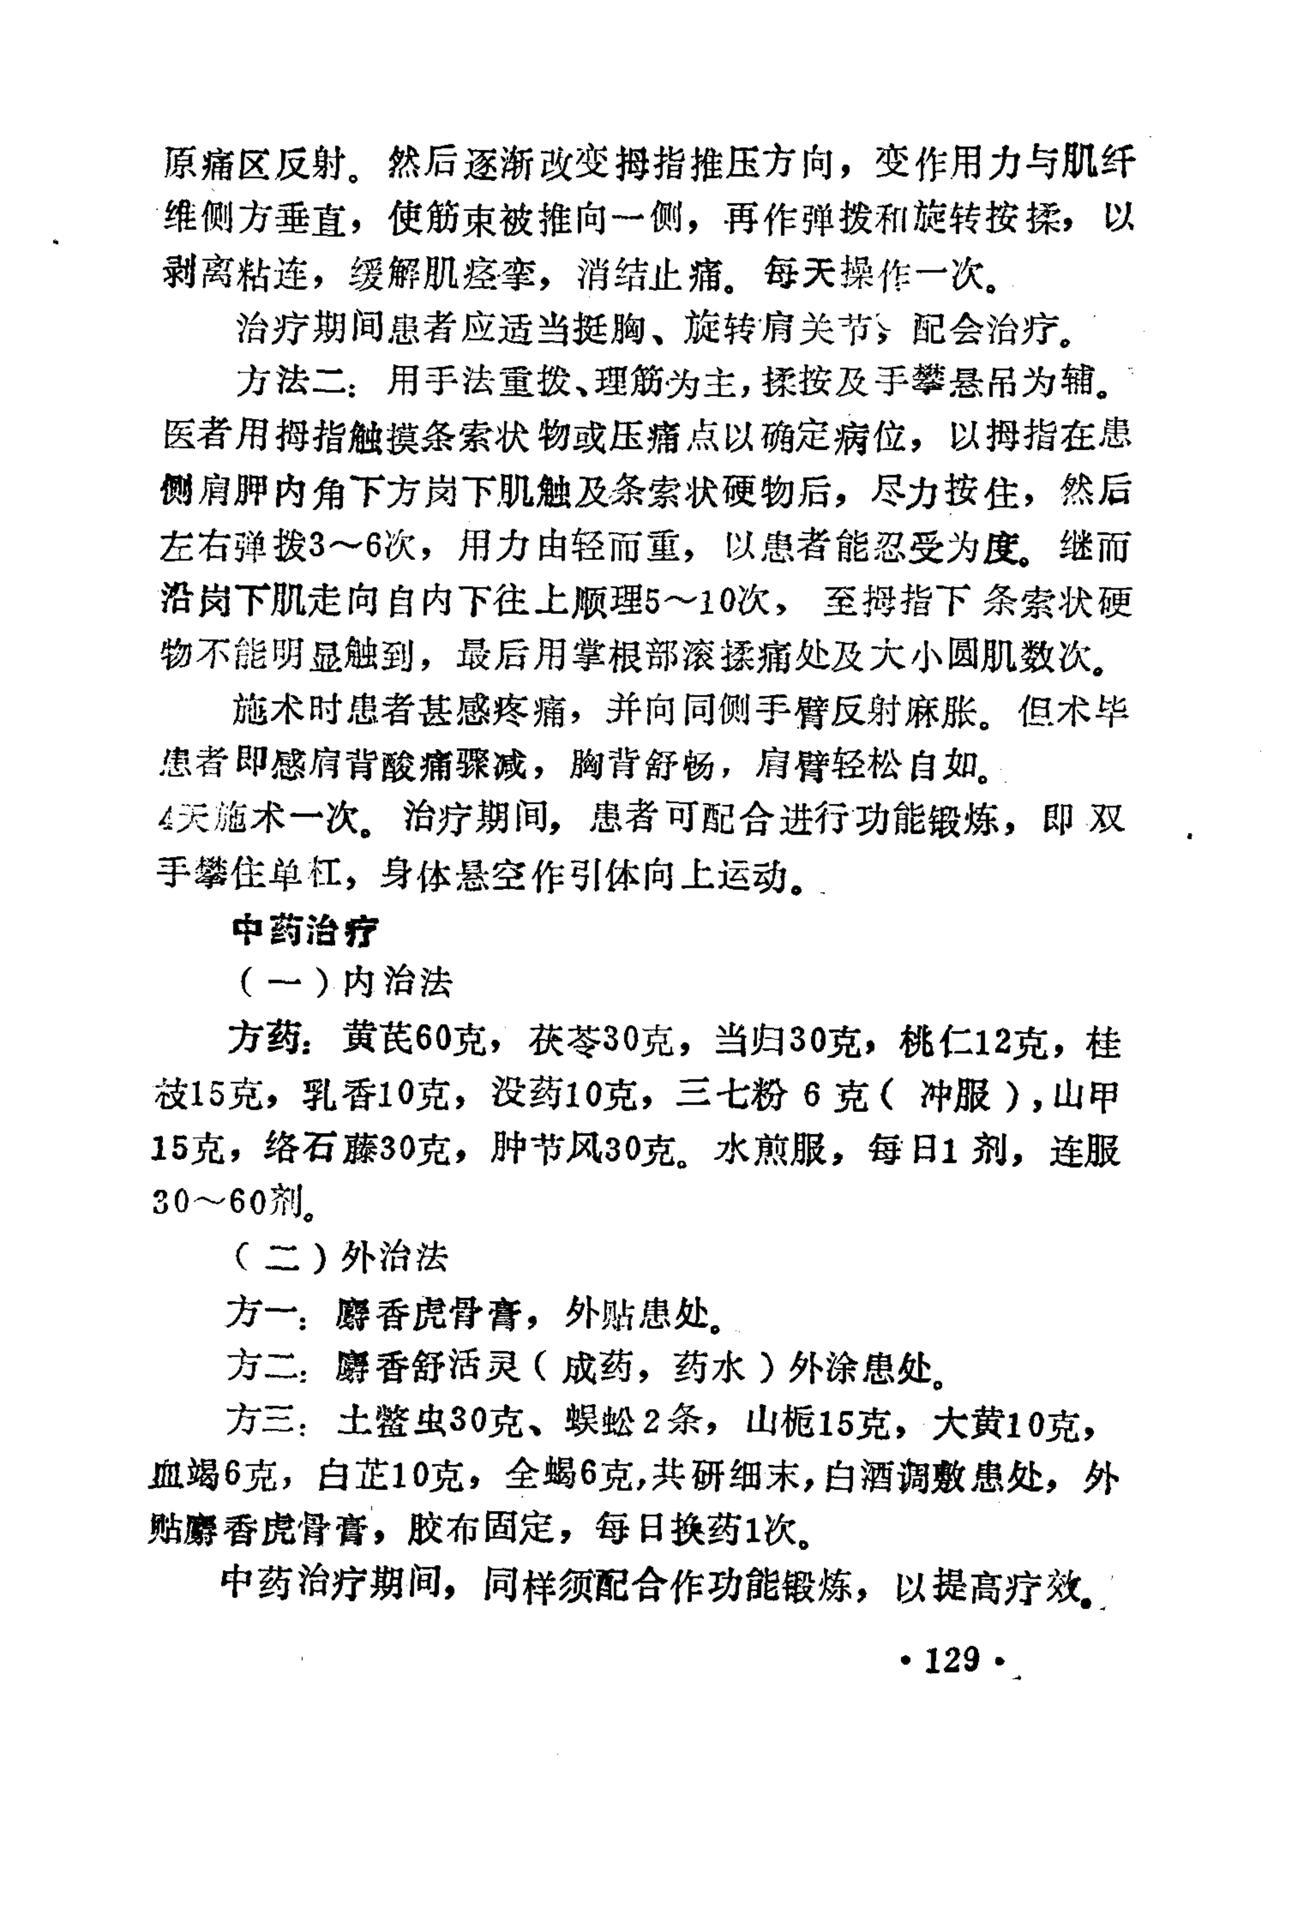 原痛区反射。然后逐渐改变拇指推压方向，变作用力与肌纤
维侧方垂直，使筋束被推向一侧，再作弹拨和旋转按揉，以
剥离粘连，缓解肌痉挛，消结止痛。每天操作一次。
治疗期间患者应适当挺胸、旋转肩关节，配会治疗。
方法二：用手法重拨、理筋为主，揉按及手攀悬吊为辅。
医者用拇指触摸条索状物或压痛点以确定病位，以拇指在患
侧肩胛内角下方岗下肌触及条索状硬物后，尽力按住，然后
左右弹拨3～6次，用力由轻而重，以患者能忍受为度。继而
沿岗下肌走向自内下往上顺理5～10次，至拇指下条索状硬
物不能明显触到，最后用掌根部滚揉痛处及大小圆肌数次。
施术时患者甚感疼痛，并向同侧手臂反射麻胀。但术毕
患者即感肩背酸痛骤减，胸背舒畅，肩臂轻松自如。
4天施术一次。治疗期间，患者可配合进行功能锻炼，即双
手攀住单杠，身体悬空作引体向上运动。
中药治疗
（一）内治法
方药：黄芪60克，茯苓30克，当归30克，桃仁12克，桂
枝15克，乳香10克，没药10克，三七粉6克（冲服），山甲
15克，络石藤30克，肿节风30克。水煎服，每日1剂，连服
30～60剂。
（二）外治法
方一：麝香虎骨膏，外贴患处。
方二：麝香舒活灵（成药，药水）外涂患处。
方三：土鳖虫30克、蜈蚣2条，山栀15克，大黄10克，
血竭6克，白芷10克，全蝎6克，共研细末，白酒调敷患处，外
贴麝香虎骨膏，胶布固定，每日换药1次。
中药治疗期间，同样须配合作功能锻炼，以提高疗效。
·129·